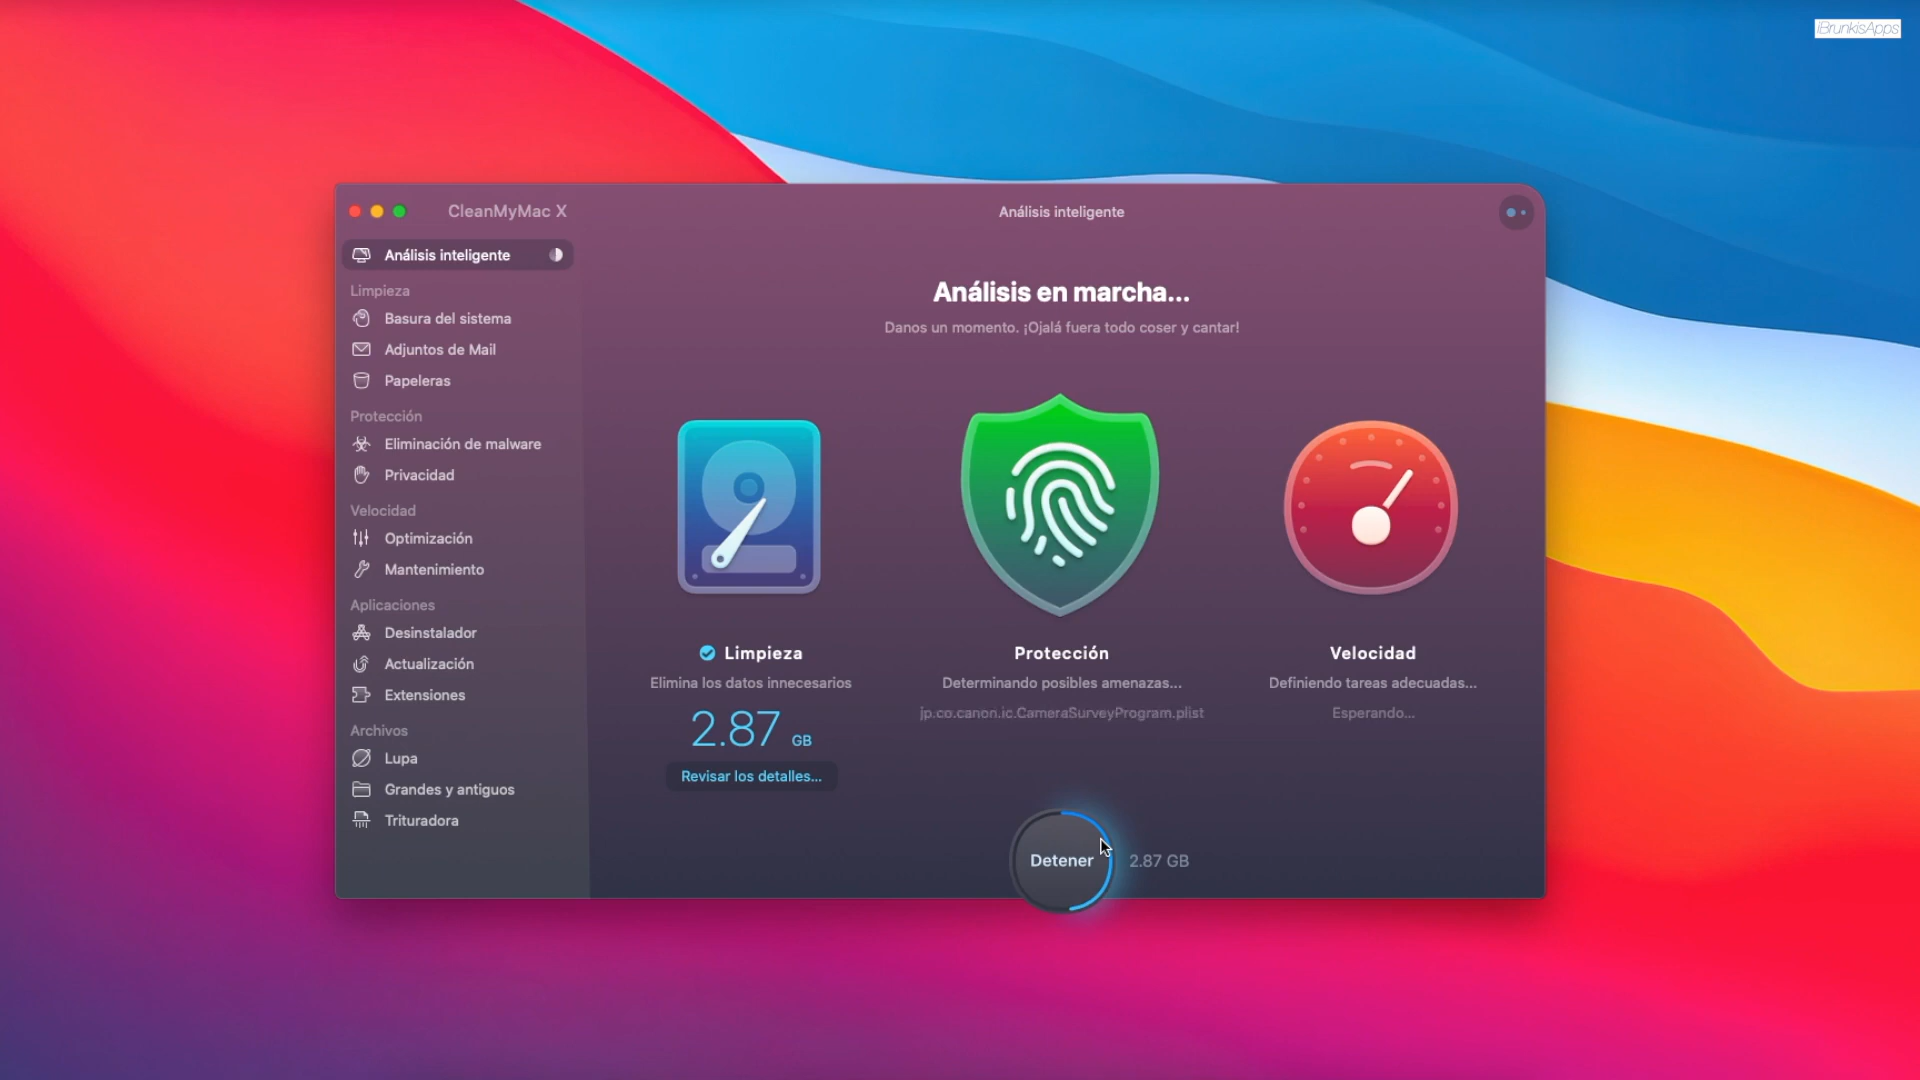 iBrunkisApps
CleanMyMac X
Análisis inteligente
Análisis inteligente
Limpieza
Basura del sistema
Adjuntos de Mail
Papeleras
Protección
Eliminación de malware
Privacidad
Velocidad
Optimización
Mantenimiento
Aplicaciones
Desinstalador
Actualización
Extensiones
Archivos
Lupa
Grandes y antiguos
Trituradora
Análisis en marcha...
Danos un momento. ¡Ojalá fuera todo coser y cantar!
Limpieza
Elimina los datos innecesarios
2.87 GB
Revisar los detalles...
Protección
Determinando posibles amenazas...
jp.co.canon.ic.CameraSurveyProgram.plist
Velocidad
Definiendo tareas adecuadas...
Esperando...
Detener
2.87 GB